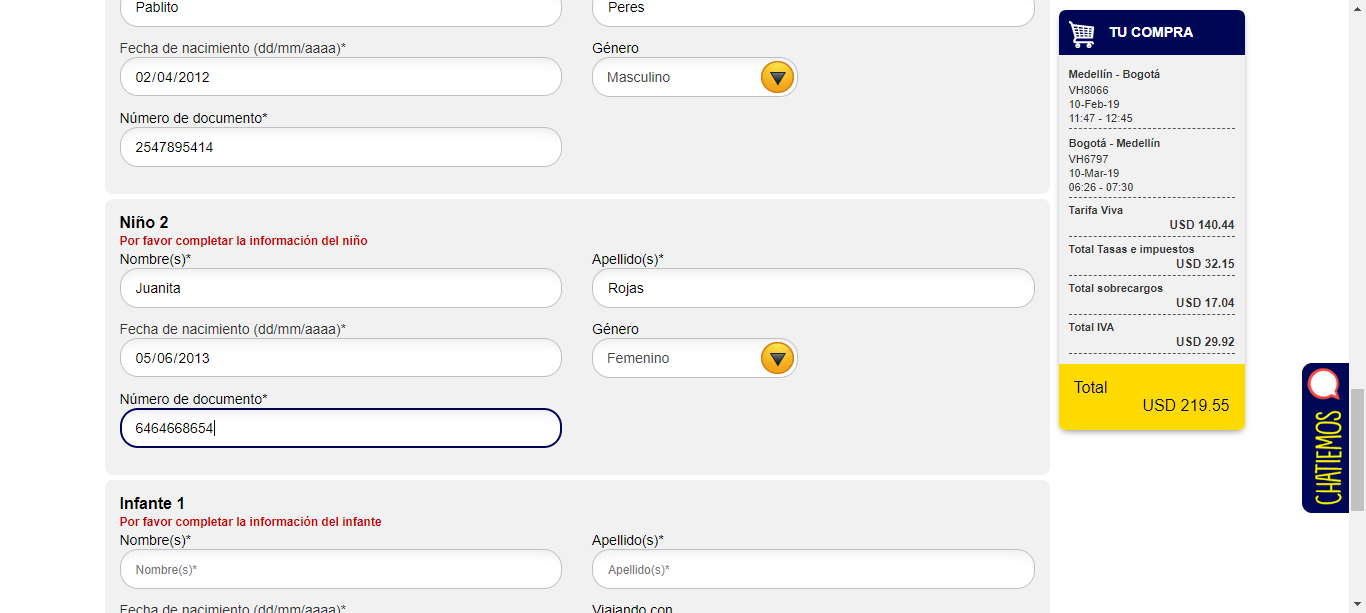 Pablito
Peres
Fecha de nacimiento (dd/mm/aaaa)*
Género
02/04/2012
Masculino
Número de documento*
2547895414
Niño 2
Por favor completar la información del niño
Nombre(s)*
Apellido(s)*
Juanita
Rojas
Fecha de nacimiento (dd/mm/aaaa)*
Género
05/06/2013
Femenino
Número de documento*
6464668654
Infante 1
Por favor completar la información del infante
Nombre(s)*
Apellido(s)*
Nombre(s)*
Apellido(s)*
Fecha de nacimiento (dd/mm/aaaa)*
Viajando con
TU COMPRA
Medellín - Bogotá
VH8066
10-Feb-19
11:47 - 12:45
Bogotá - Medellín
VH6797
10-Mar-19
06:26 - 07:30
Tarifa Viva
USD 140.44
Total Tasas e impuestos
USD 32.15
Total sobrecargos
USD 17.04
Total IVA
USD 29.92
Total
USD 219.55
CHATIEMOS